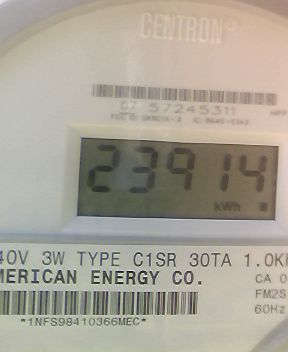 CENTRON
07 57245311
23914
kWh
40V 3W TYPE C1SR 30TA 1.0K
MERICAN ENERGY CO.
CA 0
FM2S
60Hz
*1NFS98410366MEC*